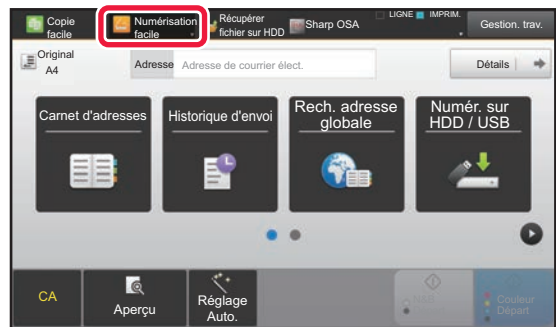 Copie
facile
Numérisation
facile
Récupérer
fichier sur HDD
Sharp OSA
LIGNE
IMPRIM.
Gestion. trav.
Original
A4
Adresse
Adresse de courrier élect.
Détails
Carnet d'adresses
Historique d'envoi
Rech. adresse
globale
Numér. sur
HDD / USB
CA
Aperçu
Réglage
Auto.
Couleur
Départ